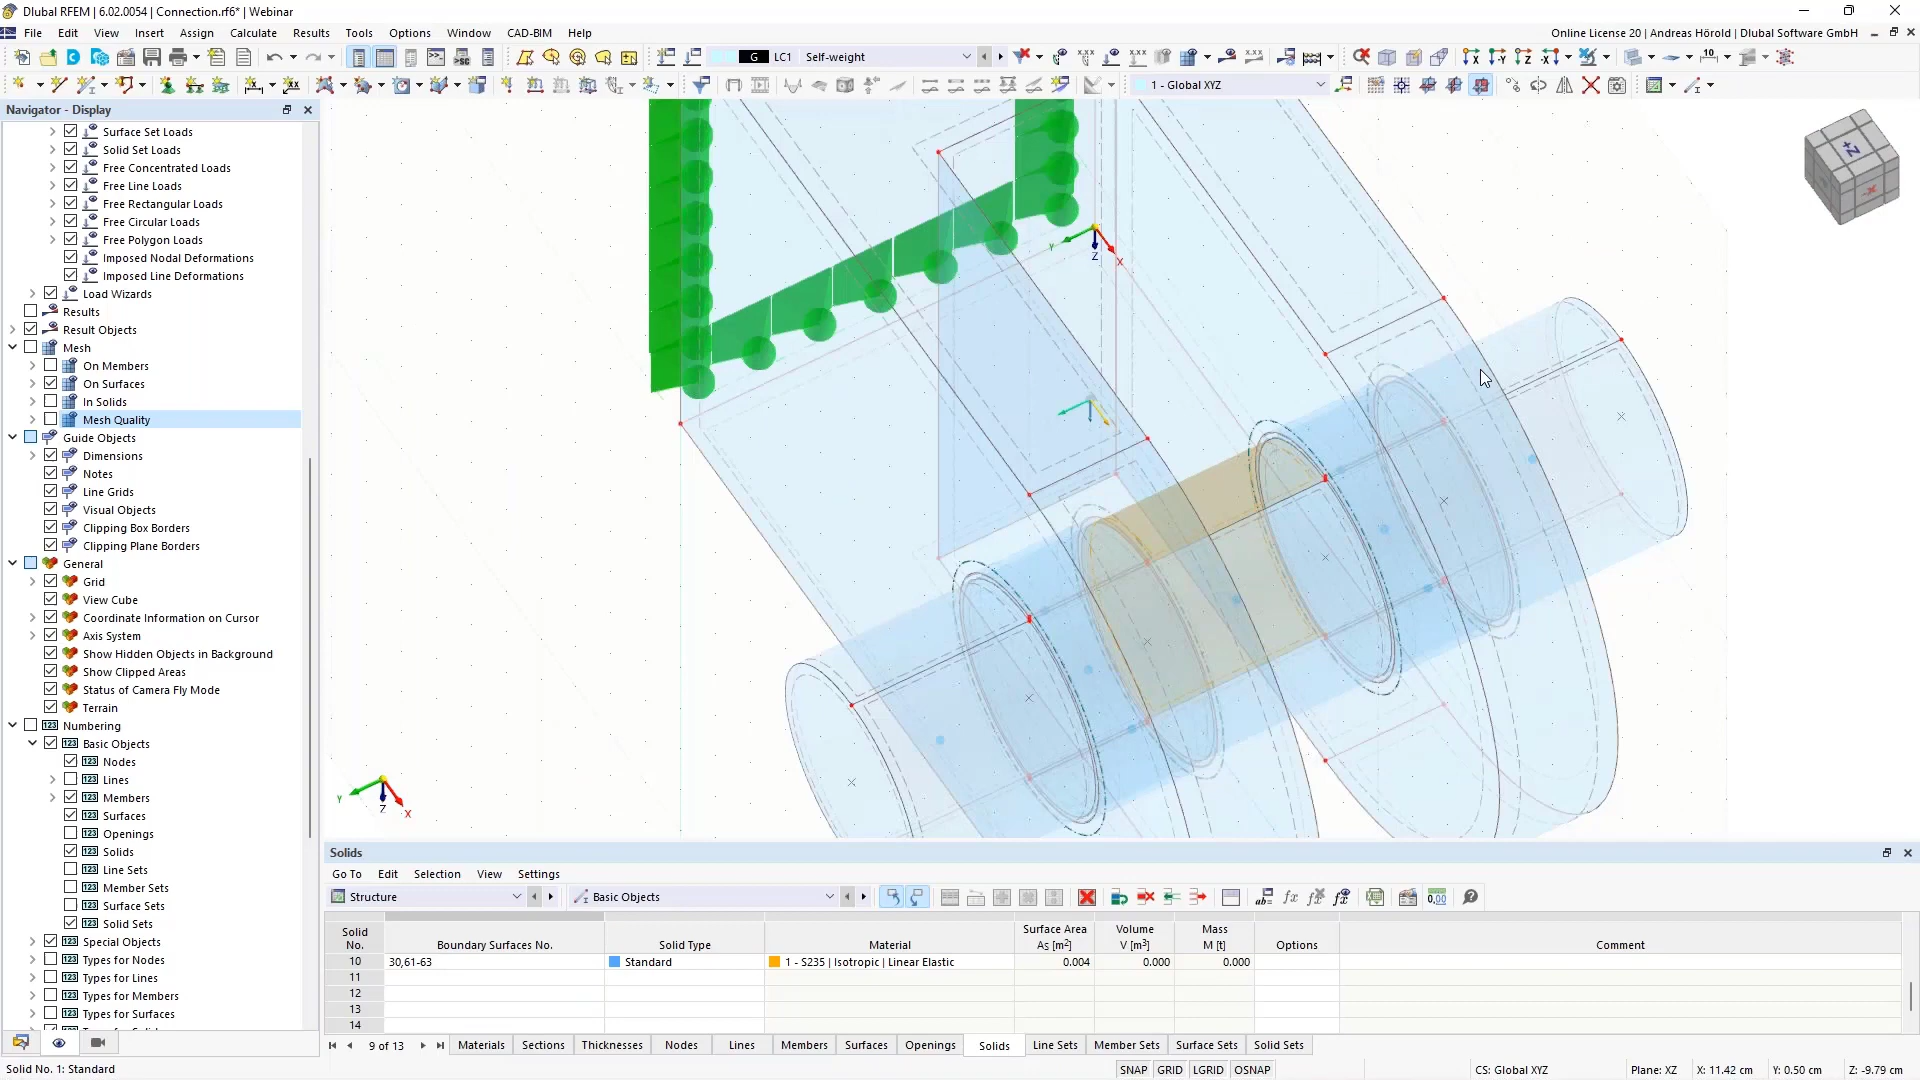 Dlubal RFEM | 6.02.0054 | Connection.rf6* | Webinar
File Edit View Insert Assign Calculate Results Tools Options Window CAD-BIM Help
Online License 20 | Andreas Hörold | Dlubal Software GmbH
G LC1 Self-weight
1 - Global XYZ
Navigator - Display
Surface Set Loads
Solid Set Loads
Free Concentrated Loads
Free Line Loads
Free Rectangular Loads
Free Circular Loads
Free Polygon Loads
Imposed Nodal Deformations
Imposed Line Deformations
Load Wizards
Results
Result Objects
Mesh
On Members
On Surfaces
In Solids
Mesh Quality
Guide Objects
Dimensions
Notes
Line Grids
Visual Objects
Clipping Box Borders
Clipping Plane Borders
General
Grid
View Cube
Coordinate Information on Cursor
Axis System
Show Hidden Objects in Background
Show Clipped Areas
Status of Camera Fly Mode
Terrain
Numbering
Basic Objects
Nodes
Lines
Members
Surfaces
Openings
Solids
Line Sets
Member Sets
Surface Sets
Solid Sets
Special Objects
Types for Nodes
Types for Lines
Types for Members
Types for Surfaces
+Z
-X
Y
Z
X
Y
Z
X
Solids
Go To Edit Selection View Settings
Structure
Basic Objects
Solid No.
Boundary Surfaces No.
Solid Type
Material
Surface Area As [m2]
Volume V [m3]
Mass M [t]
Options
Comment
10 30,61-63 Standard 1 - S235 | Isotropic | Linear Elastic 0.004 0.000 0.000
11
12
13
14
9 of 13 Materials Sections Thicknesses Nodes Lines Members Surfaces Openings Solids Line Sets Member Sets Surface Sets Solid Sets
Solid No. 1: Standard
SNAP GRID LGRID OSNAP
CS: Global XYZ
Plane: XZ
X: 11.42 cm
Y: 0.50 cm
Z: -9.79 cm